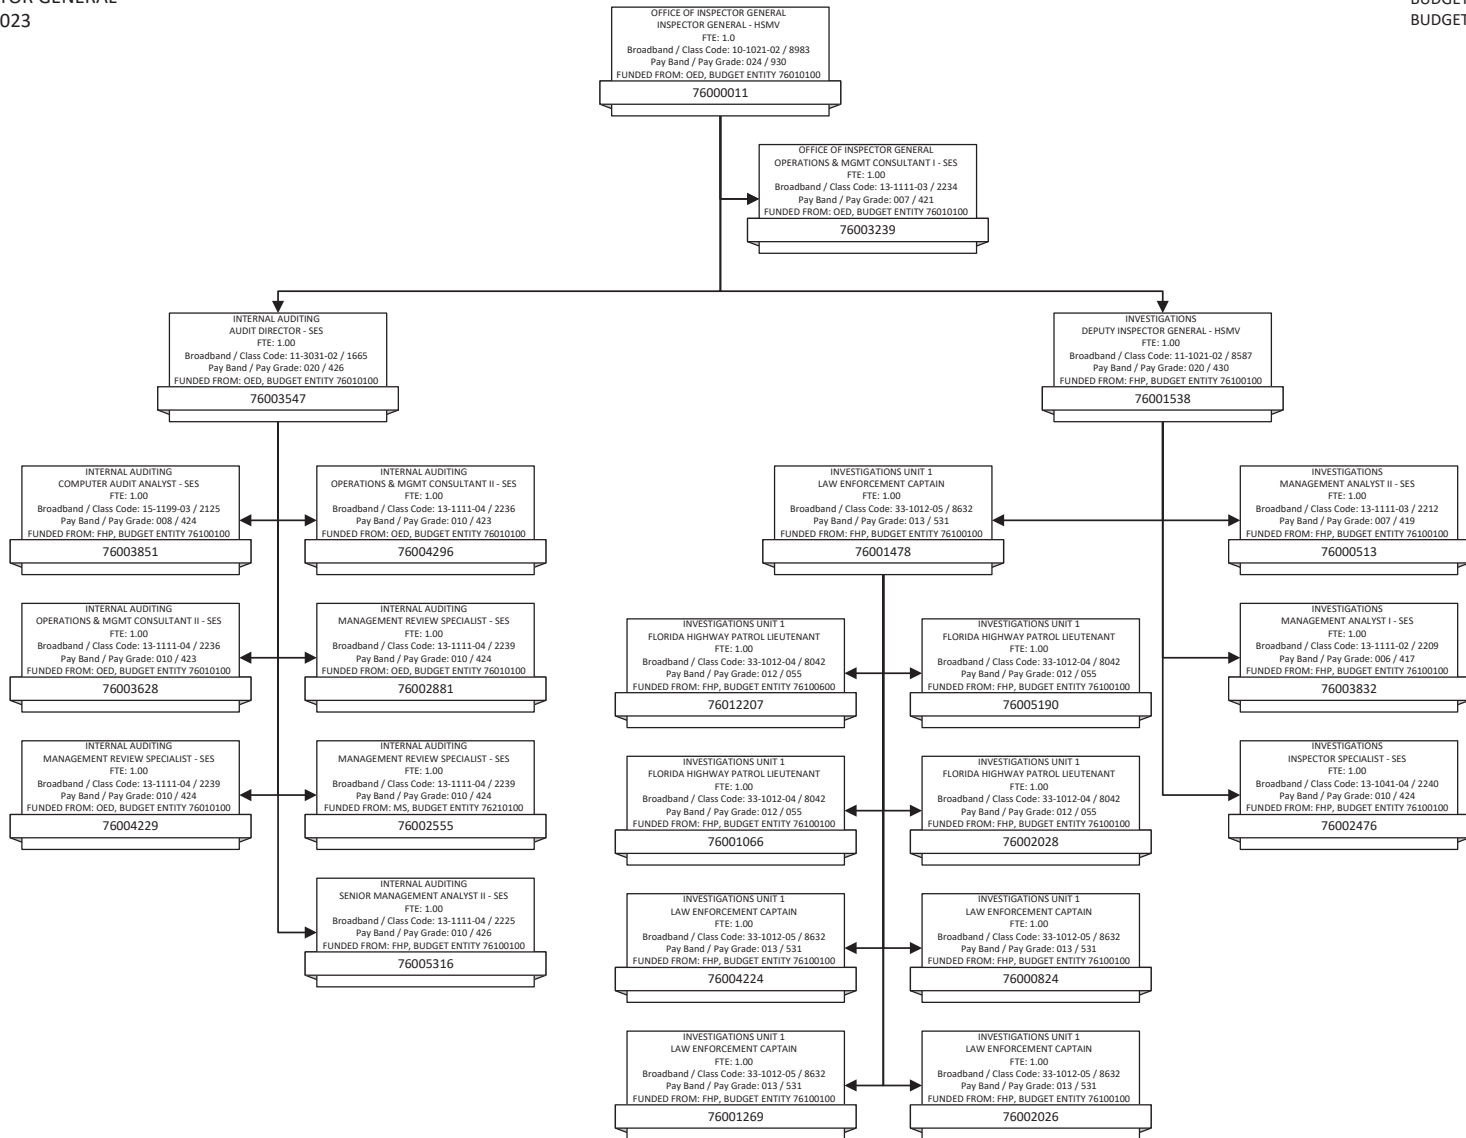 TOR GENERAL
023
BUDGET
BUDGET
OFFICE OF INSPECTOR GENERAL
INSPECTOR GENERAL - HSMV
FTE: 1.0
Broadband / Class Code: 10-1021-02 / 8983
Pay Band / Pay Grade: 024 / 930
FUNDED FROM: OED, BUDGET ENTITY 76010100
76000011
OFFICE OF INSPECTOR GENERAL
OPERATIONS & MGMT CONSULTANT I - SES
FTE: 1.00
Broadband / Class Code: 13-1111-03 / 2234
Pay Band / Pay Grade: 007 / 421
FUNDED FROM: OED, BUDGET ENTITY 76010100
76003239
INTERNAL AUDITING
AUDIT DIRECTOR - SES
FTE: 1.00
Broadband / Class Code: 11-3031-02 / 1665
Pay Band / Pay Grade: 020 / 426
FUNDED FROM: OED, BUDGET ENTITY 76010100
76003547
INVESTIGATIONS
DEPUTY INSPECTOR GENERAL - HSMV
FTE: 1.00
Broadband / Class Code: 11-1021-02 / 8587
Pay Band / Pay Grade: 020 / 430
FUNDED FROM: FHP, BUDGET ENTITY 76100100
76001538
INTERNAL AUDITING
COMPUTER AUDIT ANALYST - SES
FTE: 1.00
Broadband / Class Code: 15-1199-03 / 2125
Pay Band / Pay Grade: 008 / 424
FUNDED FROM: FHP, BUDGET ENTITY 76100100
76003851
INTERNAL AUDITING
OPERATIONS & MGMT CONSULTANT II - SES
FTE: 1.00
Broadband / Class Code: 13-1111-04 / 2236
Pay Band / Pay Grade: 010 / 423
FUNDED FROM: OED, BUDGET ENTITY 76010100
76004296
INVESTIGATIONS UNIT 1
LAW ENFORCEMENT CAPTAIN
FTE: 1.00
Broadband / Class Code: 33-1012-05 / 8632
Pay Band / Pay Grade: 013 / 531
FUNDED FROM: FHP, BUDGET ENTITY 76100100
76001478
INVESTIGATIONS
MANAGEMENT ANALYST II - SES
FTE: 1.00
Broadband / Class Code: 13-1111-03 / 2212
Pay Band / Pay Grade: 007 / 419
FUNDED FROM: FHP, BUDGET ENTITY 76100100
76000513
INTERNAL AUDITING
OPERATIONS & MGMT CONSULTANT II - SES
FTE: 1.00
Broadband / Class Code: 13-1111-04 / 2236
Pay Band / Pay Grade: 010 / 423
FUNDED FROM: OED, BUDGET ENTITY 76010100
76003628
INTERNAL AUDITING
MANAGEMENT REVIEW SPECIALIST - SES
FTE: 1.00
Broadband / Class Code: 13-1111-04 / 2239
Pay Band / Pay Grade: 010 / 424
FUNDED FROM: OED, BUDGET ENTITY 76010100
76002881
INVESTIGATIONS UNIT 1
FLORIDA HIGHWAY PATROL LIEUTENANT
FTE: 1.00
Broadband / Class Code: 33-1012-04 / 8042
Pay Band / Pay Grade: 012 / 055
FUNDED FROM: FHP, BUDGET ENTITY 76100600
76012207
INVESTIGATIONS UNIT 1
FLORIDA HIGHWAY PATROL LIEUTENANT
FTE: 1.00
Broadband / Class Code: 33-1012-04 / 8042
Pay Band / Pay Grade: 012 / 055
FUNDED FROM: FHP, BUDGET ENTITY 76100100
76005190
INVESTIGATIONS
MANAGEMENT ANALYST I - SES
FTE: 1.00
Broadband / Class Code: 13-1111-02 / 2209
Pay Band / Pay Grade: 006 / 417
FUNDED FROM: FHP, BUDGET ENTITY 76100100
76003832
INTERNAL AUDITING
MANAGEMENT REVIEW SPECIALIST - SES
FTE: 1.00
Broadband / Class Code: 13-1111-04 / 2239
Pay Band / Pay Grade: 010 / 424
FUNDED FROM: OED, BUDGET ENTITY 76010100
76004229
INTERNAL AUDITING
MANAGEMENT REVIEW SPECIALIST - SES
FTE: 1.00
Broadband / Class Code: 13-1111-04 / 2239
Pay Band / Pay Grade: 010 / 424
FUNDED FROM: MS, BUDGET ENTITY 76210100
76002555
INVESTIGATIONS UNIT 1
FLORIDA HIGHWAY PATROL LIEUTENANT
FTE: 1.00
Broadband / Class Code: 33-1012-04 / 8042
Pay Band / Pay Grade: 012 / 055
FUNDED FROM: FHP, BUDGET ENTITY 76100100
76001066
INVESTIGATIONS UNIT 1
FLORIDA HIGHWAY PATROL LIEUTENANT
FTE: 1.00
Broadband / Class Code: 33-1012-04 / 8042
Pay Band / Pay Grade: 012 / 055
FUNDED FROM: FHP, BUDGET ENTITY 76100100
76002028
INVESTIGATIONS
INSPECTOR SPECIALIST - SES
FTE: 1.00
Broadband / Class Code: 13-1041-04 / 2240
Pay Band / Pay Grade: 010 / 424
FUNDED FROM: FHP, BUDGET ENTITY 76100100
76002476
INTERNAL AUDITING
SENIOR MANAGEMENT ANALYST II - SES
FTE: 1.00
Broadband / Class Code: 13-1111-04 / 2225
Pay Band / Pay Grade: 010 / 426
FUNDED FROM: FHP, BUDGET ENTITY 76100100
76005316
INVESTIGATIONS UNIT 1
LAW ENFORCEMENT CAPTAIN
FTE: 1.00
Broadband / Class Code: 33-1012-05 / 8632
Pay Band / Pay Grade: 013 / 531
FUNDED FROM: FHP, BUDGET ENTITY 76100100
76004224
INVESTIGATIONS UNIT 1
LAW ENFORCEMENT CAPTAIN
FTE: 1.00
Broadband / Class Code: 33-1012-05 / 8632
Pay Band / Pay Grade: 013 / 531
FUNDED FROM: FHP, BUDGET ENTITY 76100100
76000824
INVESTIGATIONS UNIT 1
LAW ENFORCEMENT CAPTAIN
FTE: 1.00
Broadband / Class Code: 33-1012-05 / 8632
Pay Band / Pay Grade: 013 / 531
FUNDED FROM: FHP, BUDGET ENTITY 76100100
76001269
INVESTIGATIONS UNIT 1
LAW ENFORCEMENT CAPTAIN
FTE: 1.00
Broadband / Class Code: 33-1012-05 / 8632
Pay Band / Pay Grade: 013 / 531
FUNDED FROM: FHP, BUDGET ENTITY 76100100
76002026